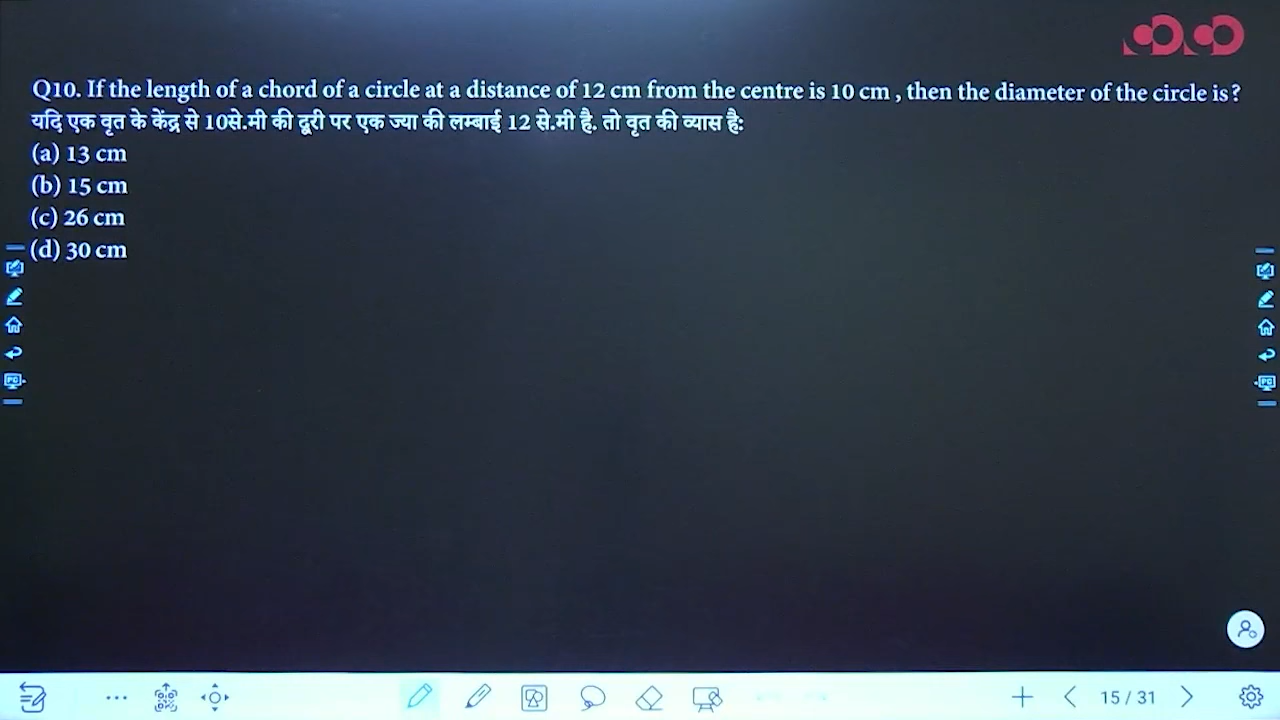 Q10. If the length of a chord of a circle at a distance of 12 cm from the centre is 10 cm , then the diameter of the circle is?
यदि एक वृत के केंद्र से 10से.मी की दूरी पर एक ज्या की लम्बाई 12 से.मी है. तो वृत की व्यास है:
(a) 13 cm
(b) 15 cm
(c) 26 cm
(d) 30 cm
15 / 31